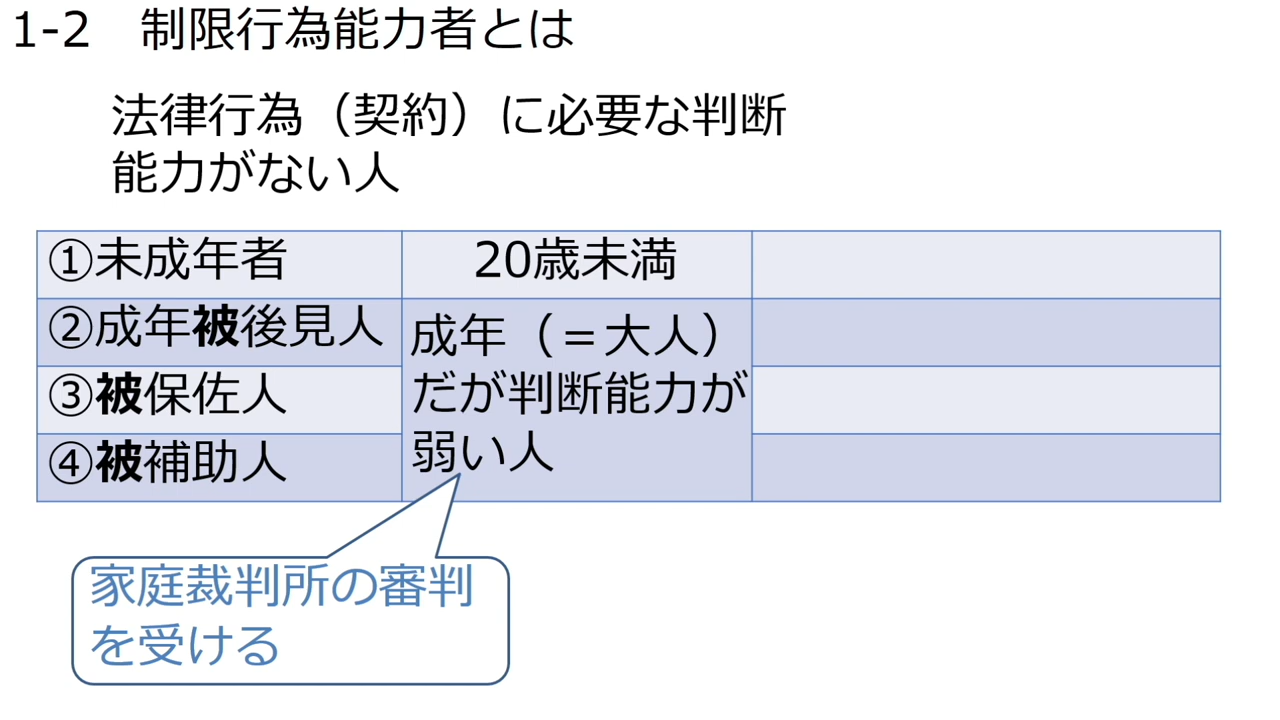 1-2　制限行為能力者とは
法律行為（契約）に必要な判断
能力がない人
①未成年者
20歳未満
②成年被後見人
③被保佐人
④被補助人
成年（＝大人）
だが判断能力が
弱い人
家庭裁判所の審判
を受ける